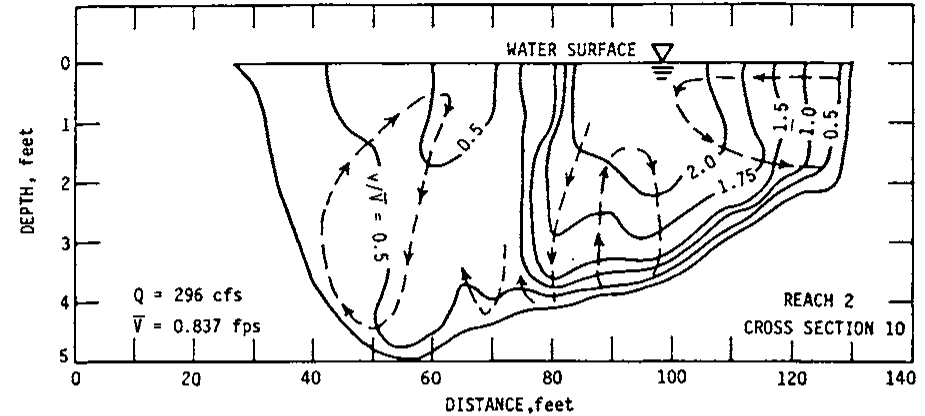 WATER SURFACE
0
1
2
3
4
5
DEPTH, feet
0.5
v/V̅ = 0.5
2.0
1.75
1.5
1.0
0.5
Q = 296 cfs
V̅ = 0.837 fps
REACH 2
CROSS SECTION 10
0 20 40 60 80 100 120 140
DISTANCE, feet